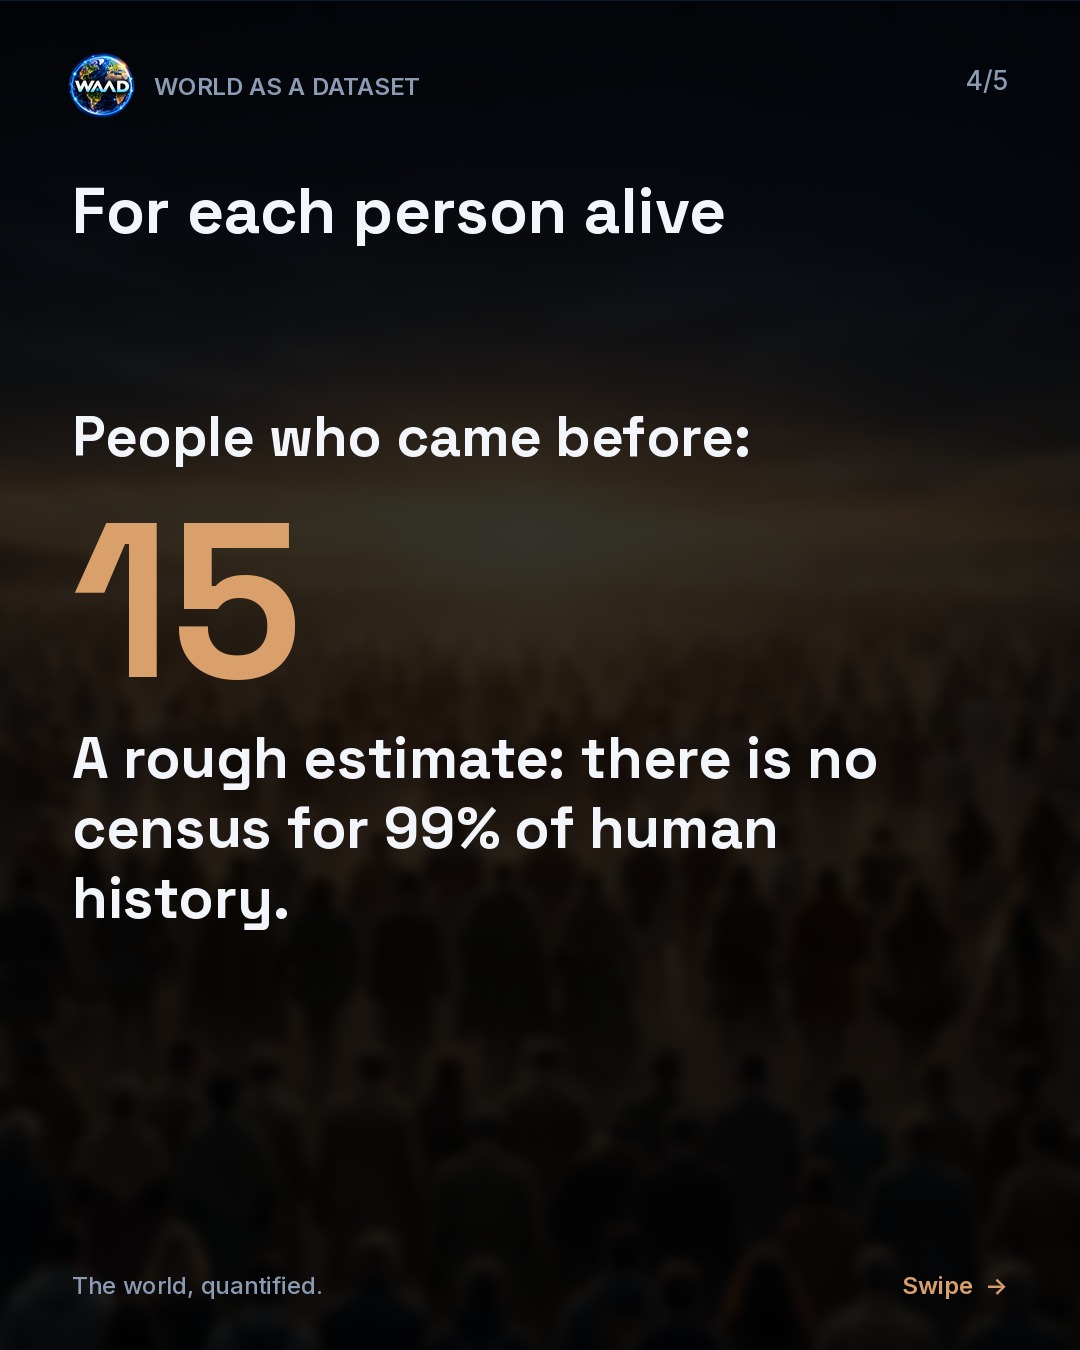 WAAD
WORLD AS A DATASET
4/5
For each person alive
People who came before:
15
A rough estimate: there is no
census for 99% of human
history.
The world, quantified.
Swipe →